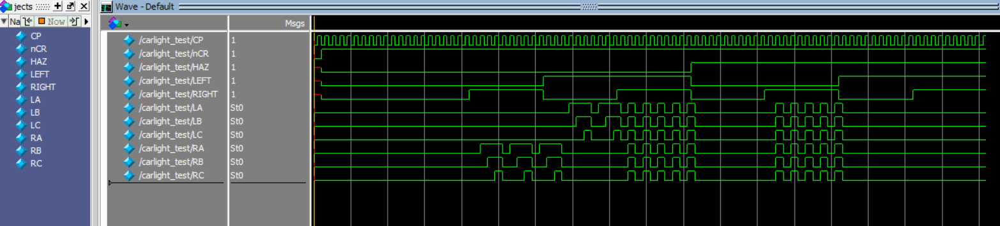 jects
Wave - Default
Na
Now
Msgs
CP
nCR
HAZ
LEFT
RIGHT
LA
LB
LC
RA
RB
RC
/carlight_test/CP 1
/carlight_test/nCR 1
/carlight_test/HAZ 1
/carlight_test/LEFT 1
/carlight_test/RIGHT 1
/carlight_test/LA St0
/carlight_test/LB St0
/carlight_test/LC St0
/carlight_test/RA St0
/carlight_test/RB St0
/carlight_test/RC St0